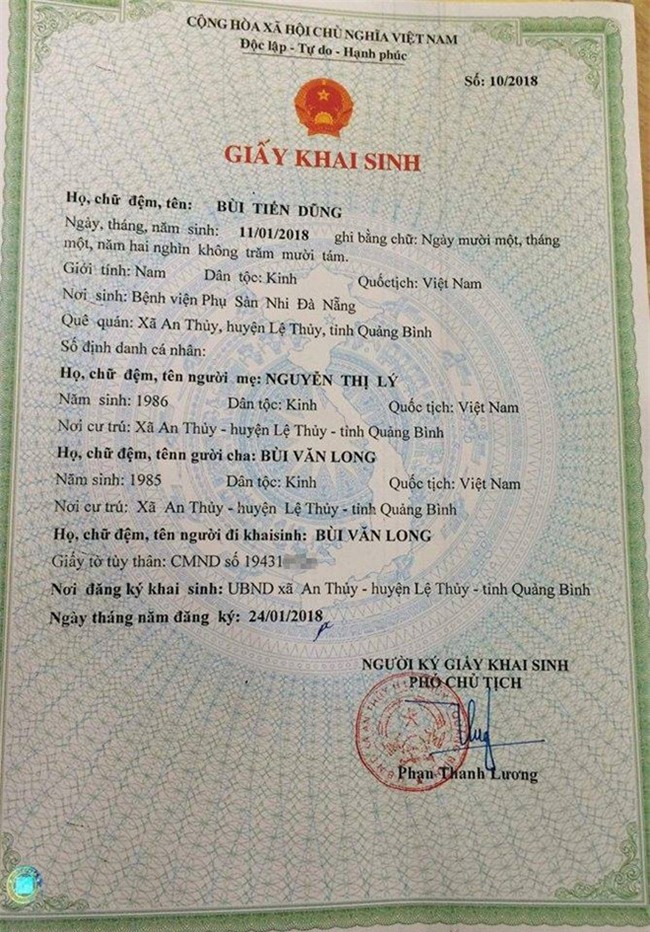 CỘNG HÒA XÃ HỘI CHỦ NGHĨA VIỆT NAM
Độc lập - Tự do - Hạnh phúc
Số: 10/2018
GIẤY KHAI SINH
Họ, chữ đệm, tên: BÙI TIẾN DŨNG
Ngày, tháng, năm sinh: 11/01/2018 ghi bằng chữ: Ngày mười một, tháng
một, năm hai nghìn không trăm mười tám.
Giới tính: Nam Dân tộc: Kinh Quốctịch: Việt Nam
Nơi sinh: Bệnh viện Phụ Sản Nhi Đà Nẵng
Quê quán: Xã An Thủy, huyện Lệ Thủy, tỉnh Quảng Bình
Số định danh cá nhân:
Họ, chữ đệm, tên người mẹ: NGUYỄN THỊ LÝ
Năm sinh: 1986 Dân tộc: Kinh Quốc tịch: Việt Nam
Nơi cư trú: Xã An Thủy - huyện Lệ Thủy - tỉnh Quảng Bình
Họ, chữ đệm, tênn gười cha: BÙI VĂN LONG
Năm sinh: 1985 Dân tộc: Kinh Quốc tịch: Việt Nam
Nơi cư trú: Xã An Thủy - huyện Lệ Thủy - tỉnh Quảng Bình
Họ, chữ đệm, tên người đi khaisinh: BÙI VĂN LONG
Giấy tờ tùy thân: CMND số 19431
Nơi đăng ký khai sinh: UBND xã An Thủy - huyện Lệ Thủy - tỉnh Quảng Bình
Ngày tháng năm đăng ký: 24/01/2018
NGƯỜI KÝ GIẤY KHAI SINH
PHÓ CHỦ TỊCH
Phan Thanh Lương